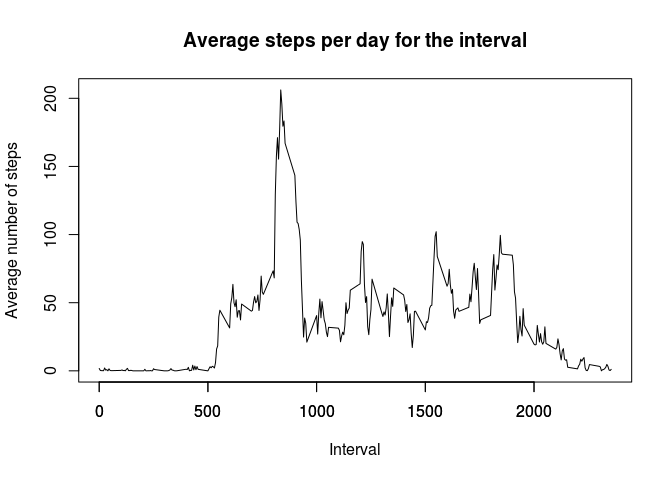 Average steps per day for the interval
Average number of steps
200
150
100
50
0
0 500 1000 1500 2000
Interval